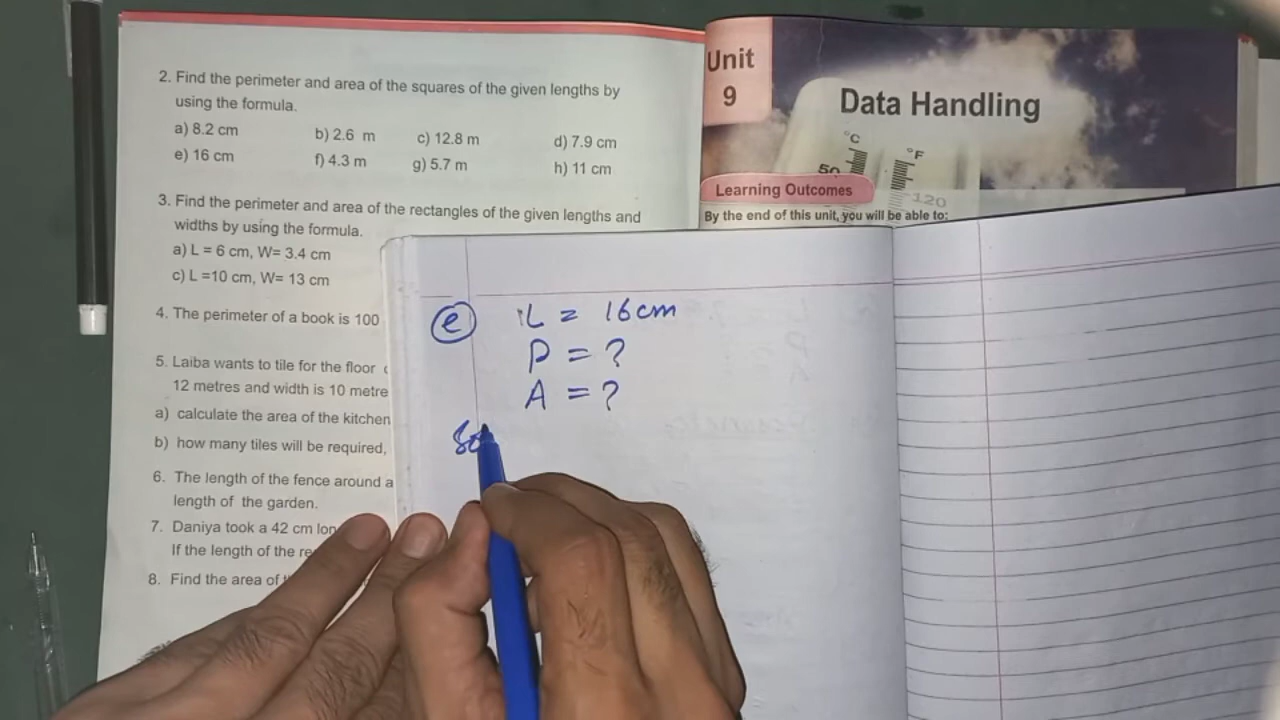 2. Find the perimeter and area of the squares of the given lengths by
using the formula.
a) 8.2 cm b) 2.6 m c) 12.8 m d) 7.9 cm
e) 16 cm f) 4.3 m g) 5.7 m h) 11 cm
3. Find the perimeter and area of the rectangles of the given lengths and
widths by using the formula.
a) L = 6 cm, W= 3.4 cm
c) L =10 cm, W= 13 cm
4. The perimeter of a book is 100
5. Laiba wants to tile for the floor
12 metres and width is 10 metre
a) calculate the area of the kitchen
b) how many tiles will be required,
6. The length of the fence around a
length of the garden.
7. Daniya took a 42 cm lon
If the length of the re
8. Find the area of
Unit
9
Data Handling
°C
°F
50
120
Learning Outcomes
By the end of this unit, you will be able to:
e L = 16cm
P = ?
A = ?
So